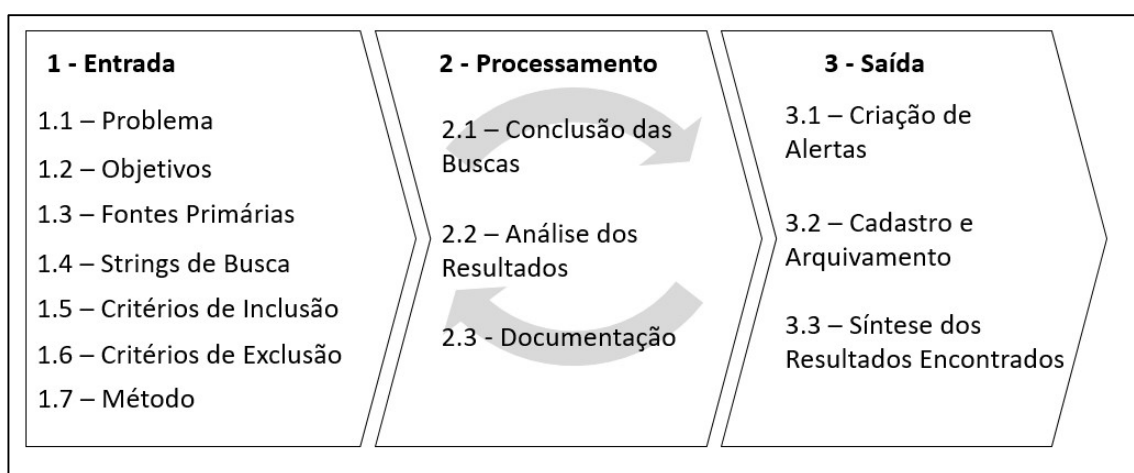 1 - Entrada
1.1 – Problema
1.2 – Objetivos
1.3 – Fontes Primárias
1.4 – Strings de Busca
1.5 – Critérios de Inclusão
1.6 – Critérios de Exclusão
1.7 – Método
2 - Processamento
2.1 – Conclusão das
Buscas
2.2 – Análise dos
Resultados
2.3 - Documentação
3 - Saída
3.1 – Criação de
Alertas
3.2 – Cadastro e
Arquivamento
3.3 – Síntese dos
Resultados Encontrados